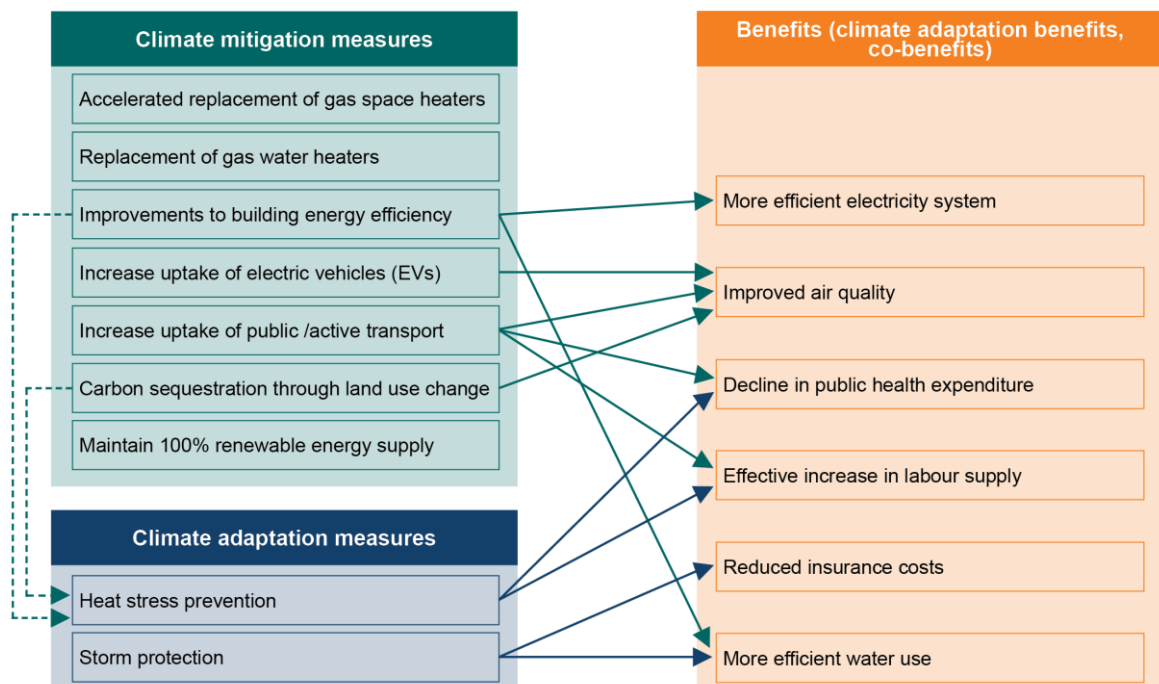 Climate mitigation measures
Accelerated replacement of gas space heaters
Replacement of gas water heaters
Improvements to building energy efficiency
Increase uptake of electric vehicles (EVs)
Increase uptake of public /active transport
Carbon sequestration through land use change
Maintain 100% renewable energy supply
Climate adaptation measures
Heat stress prevention
Storm protection
Benefits (climate adaptation benefits,
co-benefits)
More efficient electricity system
Improved air quality
Decline in public health expenditure
Effective increase in labour supply
Reduced insurance costs
More efficient water use